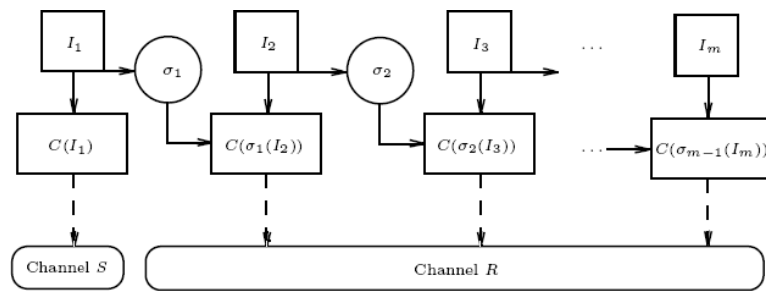 I₁ σ₁ I₂ σ₂ I₃ ... Iₘ
C(I₁) C(σ₁(I₂)) C(σ₂(I₃)) ... C(σₘ₋₁(Iₘ))
Channel S Channel R